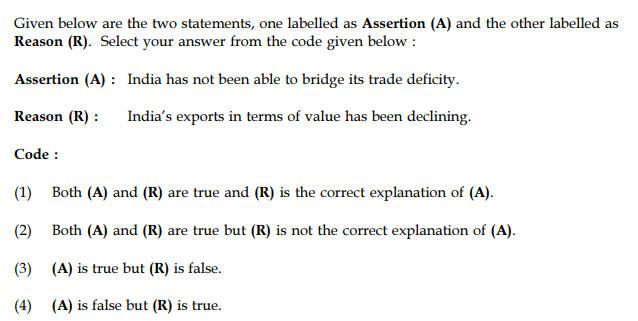 Given below are the two statements, one labelled as Assertion (A) and the other labelled as
Reason (R). Select your answer from the code given below :
Assertion (A) : India has not been able to bridge its trade deficity.
Reason (R) : India's exports in terms of value has been declining.
Code :
(1) Both (A) and (R) are true and (R) is the correct explanation of (A).
(2) Both (A) and (R) are true but (R) is not the correct explanation of (A).
(3) (A) is true but (R) is false.
(4) (A) is false but (R) is true.